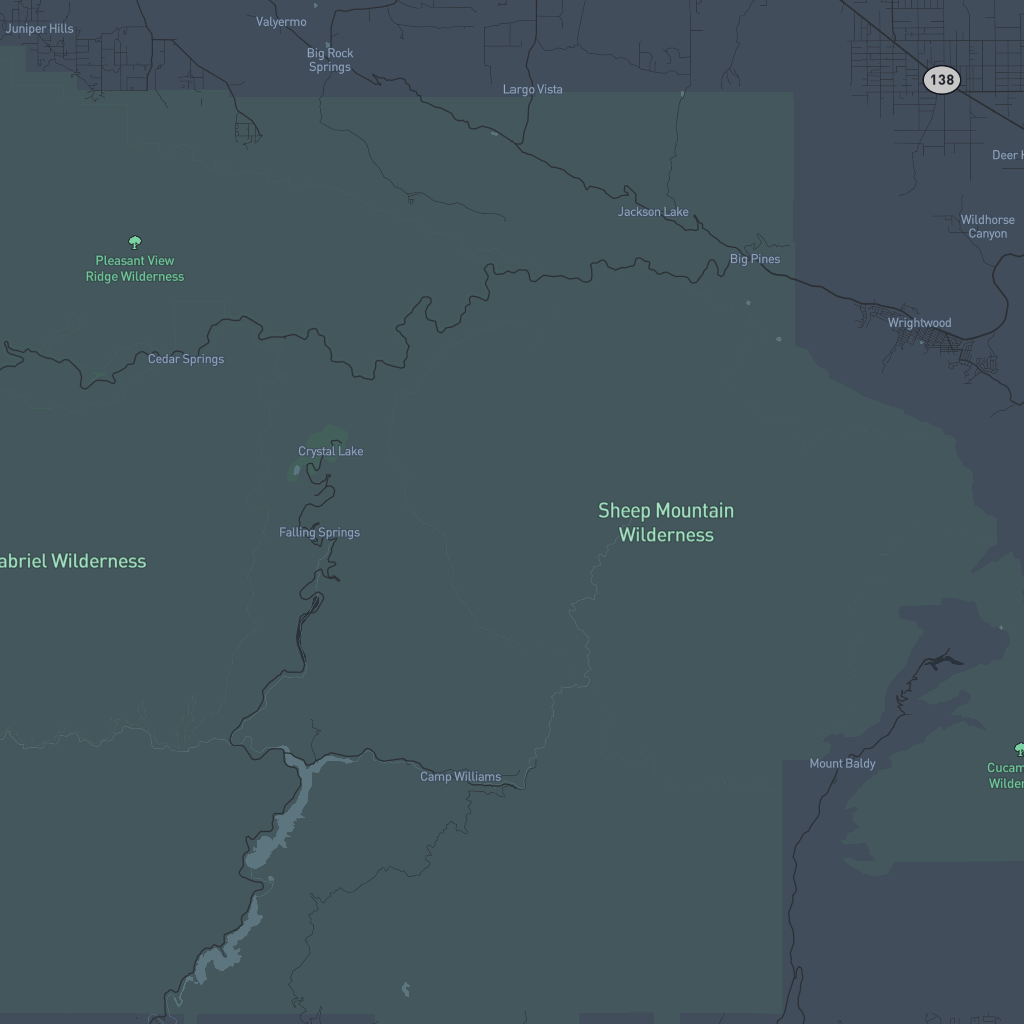 Valyermo
Juniper Hills
Big Rock
Springs
138
Largo Vista
Deer H
Jackson Lake
Wildhorse
Canyon
Pleasant View
Ridge Wilderness
Big Pines
Wrightwood
Cedar Springs
Crystal Lake
Sheep Mountain
Wilderness
Falling Springs
abriel Wilderness
Mount Baldy
Cucam
Wilder
Camp Williams